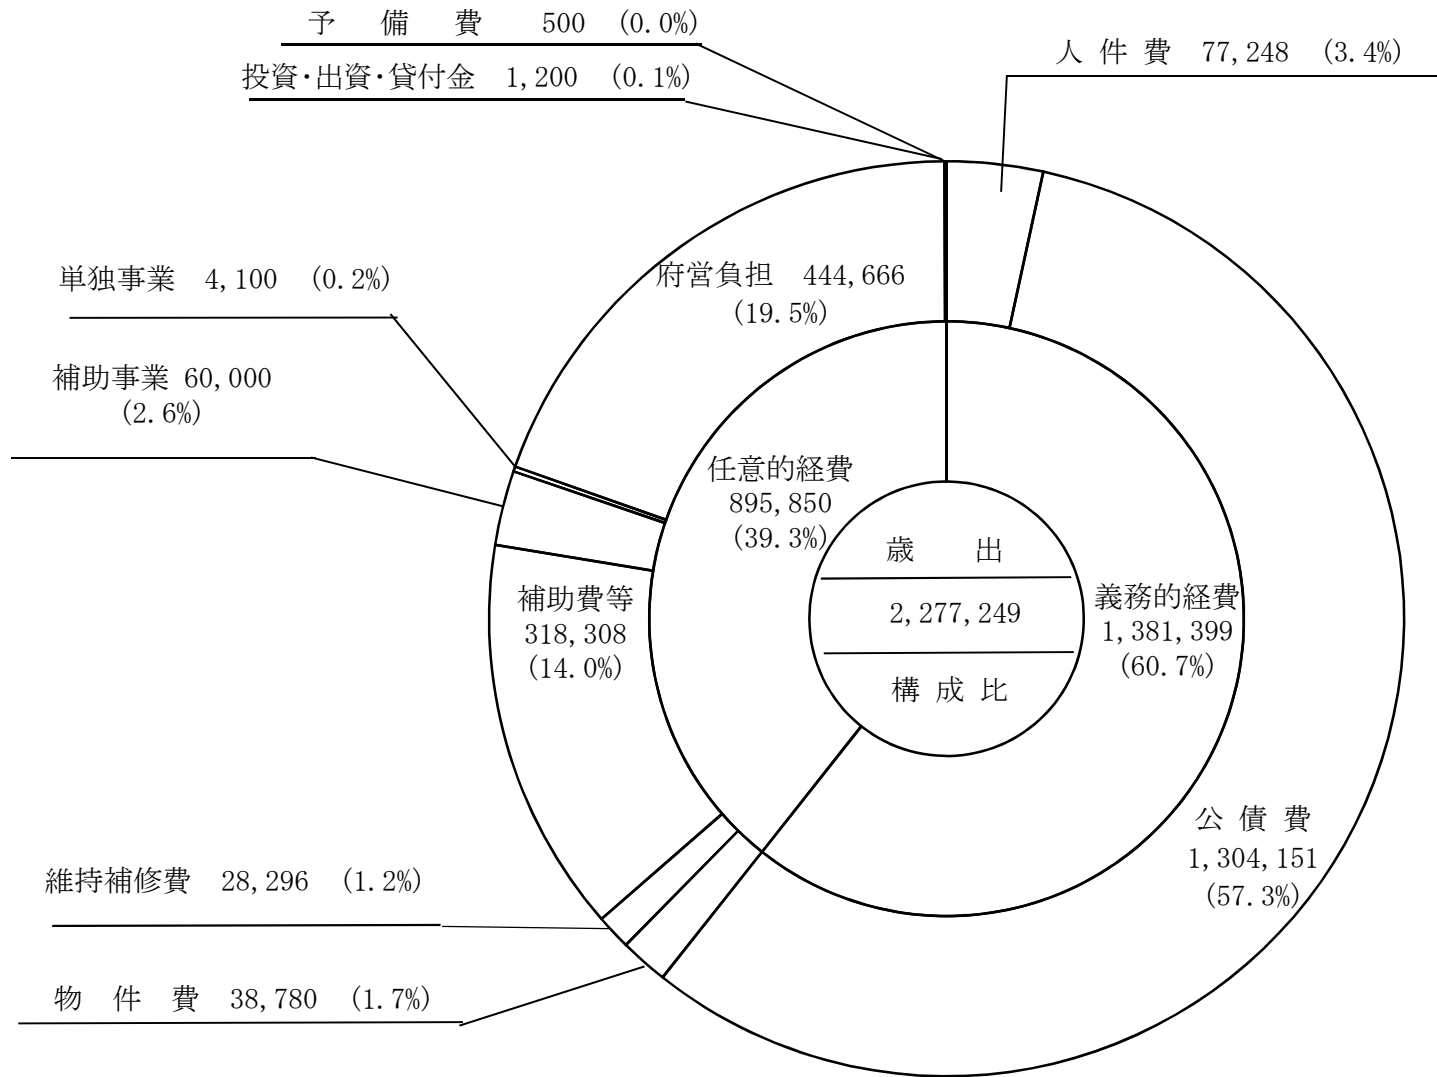 予備費 500 (0.0%)
投資・出資・貸付金 1,200 (0.1%)
人件費 77,248 (3.4%)
府営負担 444,666
(19.5%)
単独事業 4,100 (0.2%)
補助事業 60,000
(2.6%)
任意的経費
895,850
(39.3%)
歳出
2,277,249
構成比
義務的経費
1,381,399
(60.7%)
補助費等
318,308
(14.0%)
公債費
1,304,151
(57.3%)
維持補修費 28,296 (1.2%)
物件費 38,780 (1.7%)